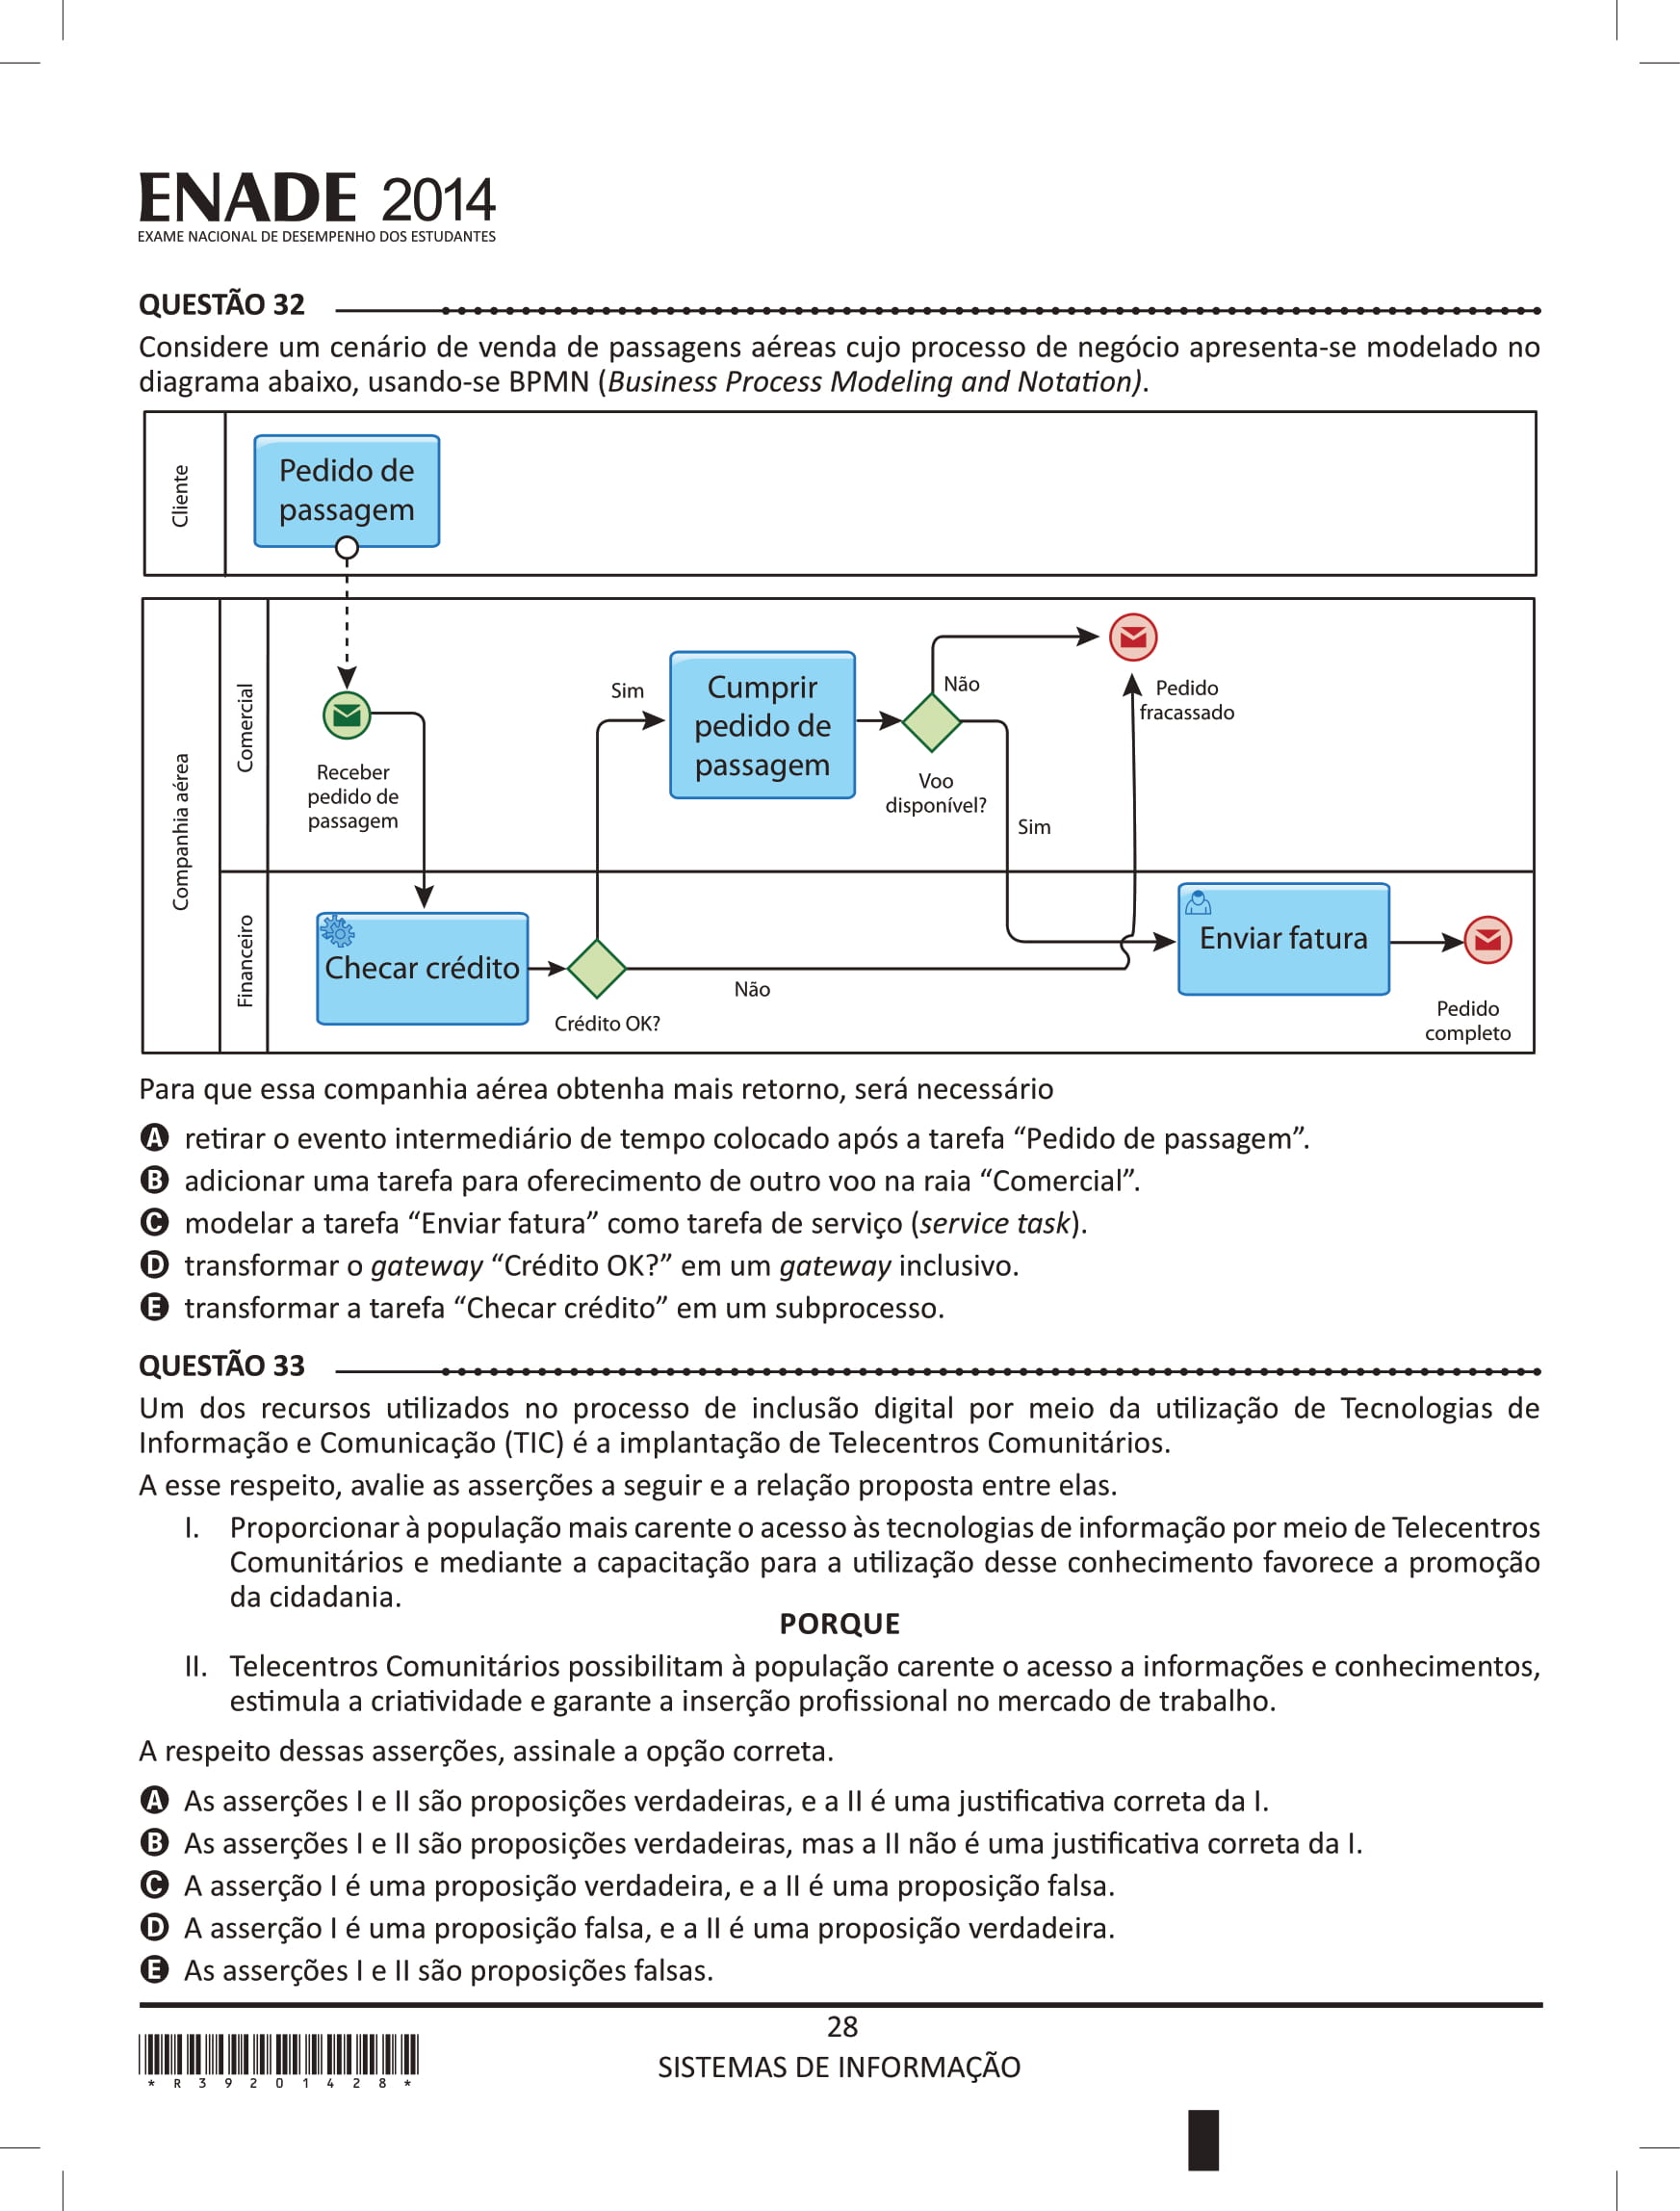 ENADE 2014
EXAME NACIONAL DE DESEMPENHO DOS ESTUDANTES
QUESTÃO 32
Considere um cenário de venda de passagens aéreas cujo processo de negócio apresenta-se modelado no
diagrama abaixo, usando-se BPMN (Business Process Modeling and Notation).
Cliente
Pedido de
passagem
Companhia aérea
Comercial
Receber
pedido de
passagem
Sim
Cumprir
pedido de
passagem
Não
Voo
disponível?
Sim
Pedido
fracassado
Financeiro
Checar crédito
Crédito OK?
Não
Enviar fatura
Pedido
completo
Para que essa companhia aérea obtenha mais retorno, será necessário
A retirar o evento intermediário de tempo colocado após a tarefa “Pedido de passagem”.
B adicionar uma tarefa para oferecimento de outro voo na raia “Comercial”.
C modelar a tarefa “Enviar fatura” como tarefa de serviço (service task).
D transformar o gateway “Crédito OK?” em um gateway inclusivo.
E transformar a tarefa “Checar crédito” em um subprocesso.
QUESTÃO 33
Um dos recursos utilizados no processo de inclusão digital por meio da utilização de Tecnologias de
Informação e Comunicação (TIC) é a implantação de Telecentros Comunitários.
A esse respeito, avalie as asserções a seguir e a relação proposta entre elas.
I. Proporcionar à população mais carente o acesso às tecnologias de informação por meio de Telecentros
Comunitários e mediante a capacitação para a utilização desse conhecimento favorece a promoção
da cidadania.
PORQUE
II. Telecentros Comunitários possibilitam à população carente o acesso a informações e conhecimentos,
estimula a criatividade e garante a inserção profissional no mercado de trabalho.
A respeito dessas asserções, assinale a opção correta.
A As asserções I e II são proposições verdadeiras, e a II é uma justificativa correta da I.
B As asserções I e II são proposições verdadeiras, mas a II não é uma justificativa correta da I.
C A asserção I é uma proposição verdadeira, e a II é uma proposição falsa.
D A asserção I é uma proposição falsa, e a II é uma proposição verdadeira.
E As asserções I e II são proposições falsas.
28
SISTEMAS DE INFORMAÇÃO
* R 3 9 2 0 1 4 2 8 *